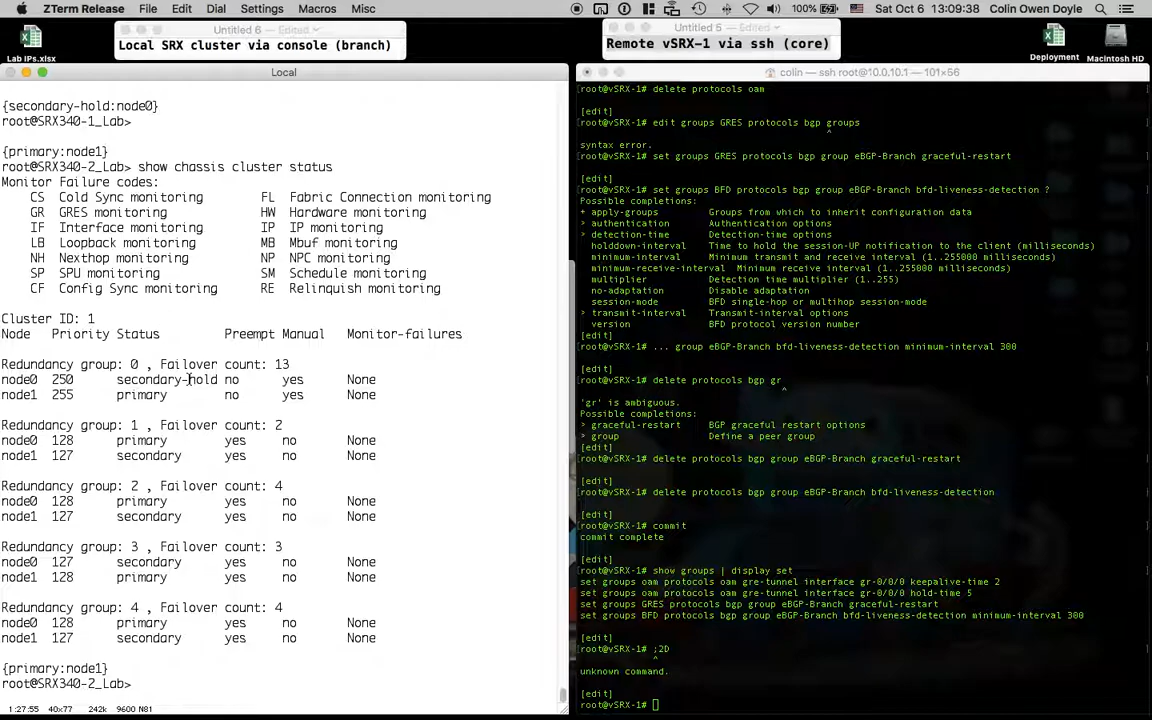 ZTerm Release File Edit Dial Settings Macros Misc 100% Sat Oct 6 13:09:38 Colin Owen Doyle
Untitled 6 — Edited
Local SRX cluster via console (branch)
Untitled 5 — Edited
Remote vSRX-1 via ssh (core)
Lab IPs.xlsx
Deployment
Macintosh HD
Local
{secondary-hold:node0}
root@SRX340-1_Lab>
{primary:node1}
root@SRX340-2_Lab> show chassis cluster status
Monitor Failure codes:
CS Cold Sync monitoring FL Fabric Connection monitoring
GR GRES monitoring HW Hardware monitoring
IF Interface monitoring IP IP monitoring
LB Loopback monitoring MB Mbuf monitoring
NH Nexthop monitoring NP NPC monitoring
SP SPU monitoring SM Schedule monitoring
CF Config Sync monitoring RE Relinquish monitoring
Cluster ID: 1
Node Priority Status Preempt Manual Monitor-failures
Redundancy group: 0 , Failover count: 13
node0 250 secondary-hold no yes None
node1 255 primary no yes None
Redundancy group: 1 , Failover count: 2
node0 128 primary yes no None
node1 127 secondary yes no None
Redundancy group: 2 , Failover count: 4
node0 128 primary yes no None
node1 127 secondary yes no None
Redundancy group: 3 , Failover count: 3
node0 127 secondary yes no None
node1 128 primary yes no None
Redundancy group: 4 , Failover count: 4
node0 128 primary yes no None
node1 127 secondary yes no None
{primary:node1}
root@SRX340-2_Lab>
1:27:55 40x77 242k 9600 N81
colin — ssh root@10.0.10.1 — 101×56
[root@vSRX-1# delete protocols oam
[edit]
[root@vSRX-1# edit groups GRES protocols bgp groups
^
syntax error.
[root@vSRX-1# set groups GRES protocols bgp group eBGP-Branch graceful-restart
[edit]
[root@vSRX-1# set groups BFD protocols bgp group eBGP-Branch bfd-liveness-detection ?
Possible completions:
+ apply-groups Groups from which to inherit configuration data
> authentication Authentication options
> detection-time Detection-time options
holddown-interval Time to hold the session-UP notification to the client (milliseconds)
minimum-interval Minimum transmit and receive interval (1..255000 milliseconds)
minimum-receive-interval Minimum receive interval (1..255000 milliseconds)
multiplier Detection time multiplier (1..255)
no-adaptation Disable adaptation
session-mode BFD single-hop or multihop session-mode
> transmit-interval Transmit-interval options
version BFD protocol version number
[edit]
[root@vSRX-1# ... group eBGP-Branch bfd-liveness-detection minimum-interval 300
[edit]
[root@vSRX-1# delete protocols bgp gr
^
'gr' is ambiguous.
Possible completions:
> graceful-restart BGP graceful restart options
> group Define a peer group
[edit]
[root@vSRX-1# delete protocols bgp group eBGP-Branch graceful-restart
[edit]
[root@vSRX-1# delete protocols bgp group eBGP-Branch bfd-liveness-detection
[edit]
[root@vSRX-1# commit
commit complete
[edit]
[root@vSRX-1# show groups | display set
set groups oam protocols oam gre-tunnel interface gr-0/0/0 keepalive-time 2
set groups oam protocols oam gre-tunnel interface gr-0/0/0 hold-time 5
set groups GRES protocols bgp group eBGP-Branch graceful-restart
set groups BFD protocols bgp group eBGP-Branch bfd-liveness-detection minimum-interval 300
[edit]
[root@vSRX-1# ;2D
^
unknown command.
[edit]
root@vSRX-1#